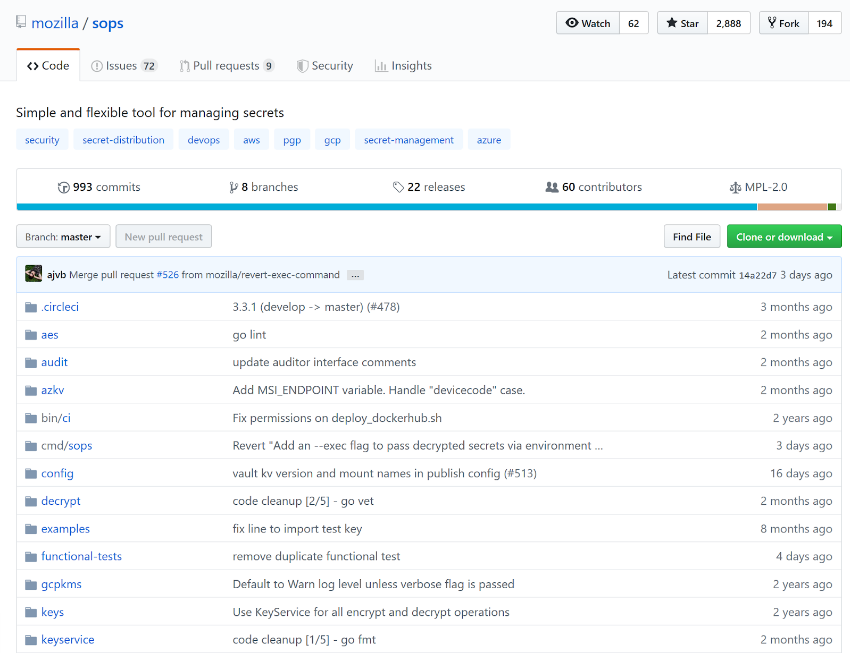 mozilla / sops Watch 62 Star 2,888 Fork 194
Code Issues 72 Pull requests 9 Security Insights
Simple and flexible tool for managing secrets
security secret-distribution devops aws pgp gcp secret-management azure
993 commits 8 branches 22 releases 60 contributors MPL-2.0
Branch: master New pull request Find File Clone or download
ajvb Merge pull request #526 from mozilla/revert-exec-command ... Latest commit 14a22d7 3 days ago
.circleci 3.3.1 (develop -> master) (#478) 3 months ago
aes go lint 2 months ago
audit update auditor interface comments 2 months ago
azkv Add MSI_ENDPOINT variable. Handle "devicecode" case. 2 months ago
bin/ci Fix permissions on deploy_dockerhub.sh 2 years ago
cmd/sops Revert "Add an --exec flag to pass decrypted secrets via environment ... 3 days ago
config vault kv version and mount names in publish config (#513) 16 days ago
decrypt code cleanup [2/5] - go vet 2 months ago
examples fix line to import test key 8 months ago
functional-tests remove duplicate functional test 4 days ago
gcpkms Default to Warn log level unless verbose flag is passed 2 years ago
keys Use KeyService for all encrypt and decrypt operations 2 years ago
keyservice code cleanup [1/5] - go fmt 2 months ago